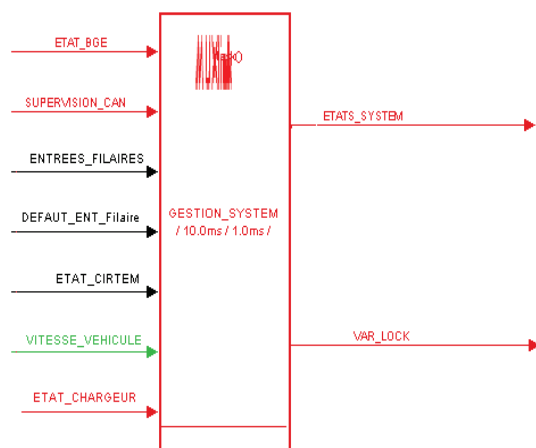 ETAT_BGE
SUPERVISION_CAN
ETATS_SYSTEM
ENTREES_FILAIRES
DEFAUT_ENT_Filaire
GESTION_SYSTEM
/ 10.0ms / 1.0ms /
ETAT_CIRTEM
VITESSE_VEHICULE
VAR_LOCK
ETAT_CHARGEUR